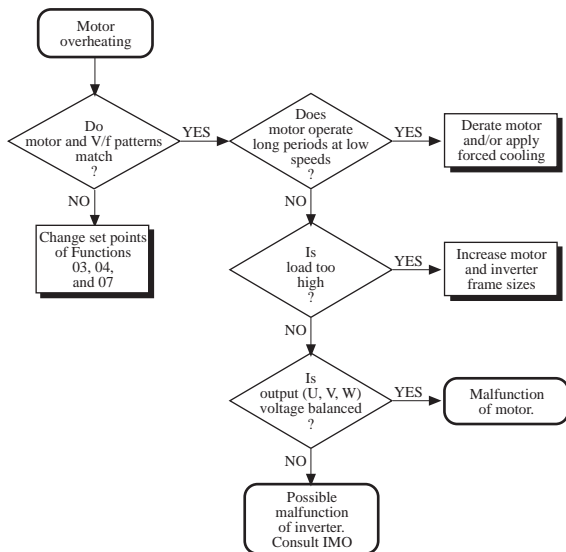 Motor
overheating
Do
motor and V/f patterns
match
?
YES
NO
Change set points
of Functions
03, 04,
and 07
Does
motor operate
long periods at low
speeds
?
YES
Derate motor
and/or apply
forced cooling
NO
Is
load too
high
?
YES
Increase motor
and inverter
frame sizes
NO
Is
output (U, V, W)
voltage balanced
?
YES
Malfunction
of motor.
NO
Possible
malfunction
of inverter.
Consult IMO